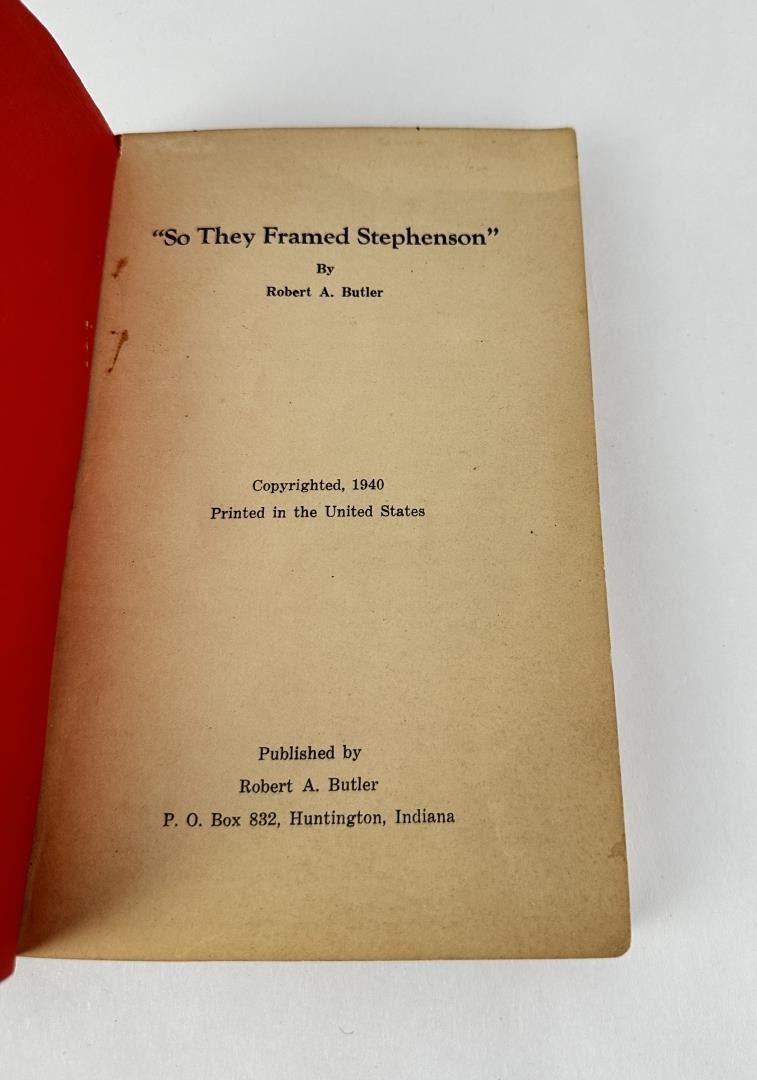 “So They Framed Stephenson”
By
Robert A. Butler
Copyrighted, 1940
Printed in the United States
Published by
Robert A. Butler
P. O. Box 832, Huntington, Indiana